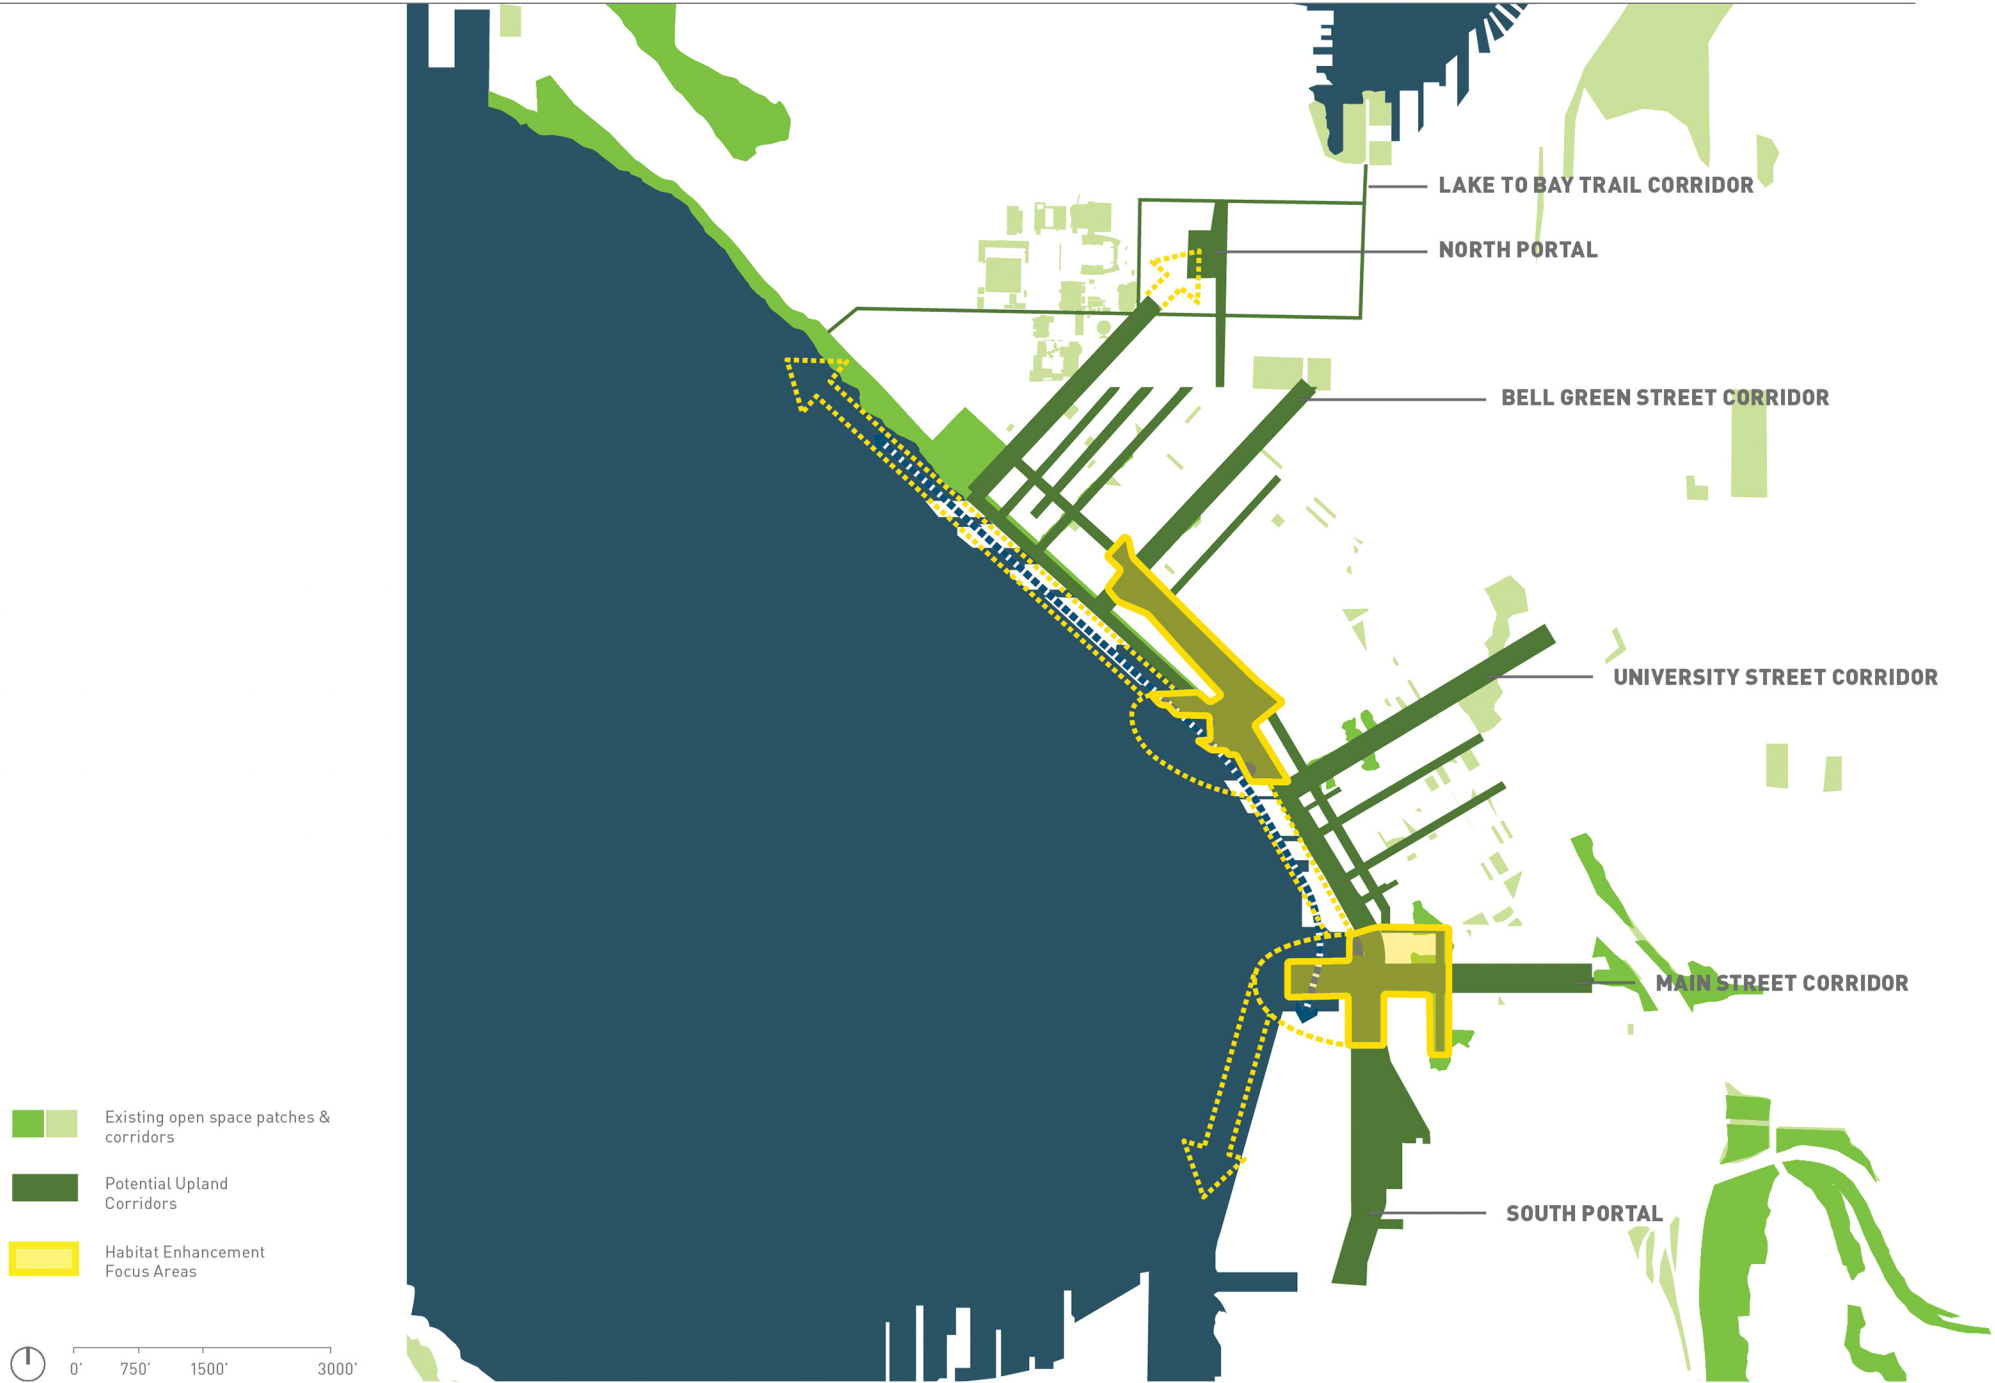 LAKE TO BAY TRAIL CORRIDOR
NORTH PORTAL
BELL GREEN STREET CORRIDOR
UNIVERSITY STREET CORRIDOR
MAIN STREET CORRIDOR
SOUTH PORTAL
Existing open space patches &
corridors
Potential Upland
Corridors
Habitat Enhancement
Focus Areas
0' 750' 1500' 3000'